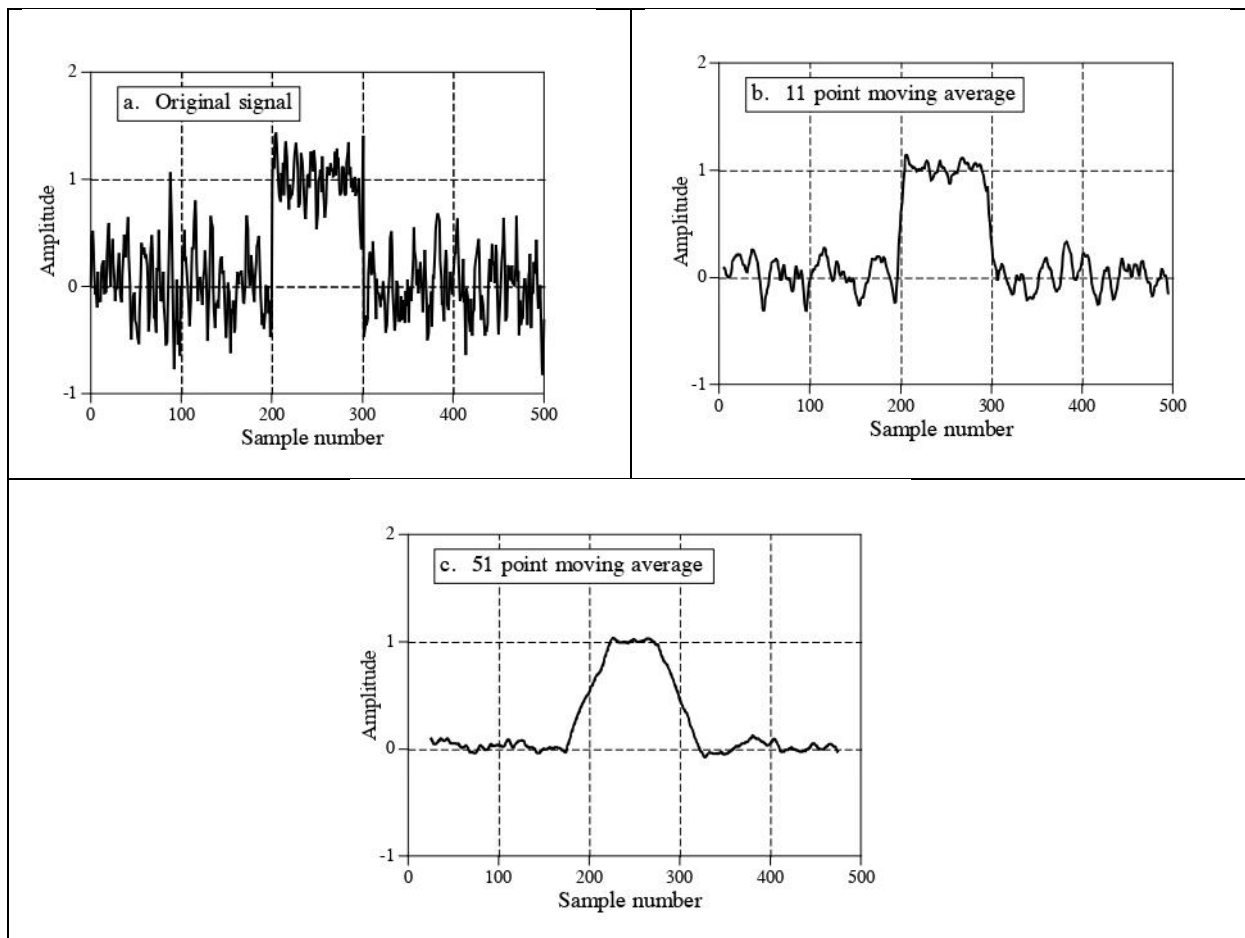 2
a. Original signal
1
Amplitude
0
-1
0 100 200 300 400 500
Sample number
2
b. 11 point moving average
1
Amplitude
0
-1
0 100 200 300 400 500
Sample number
2
c. 51 point moving average
1
Amplitude
0
-1
0 100 200 300 400 500
Sample number